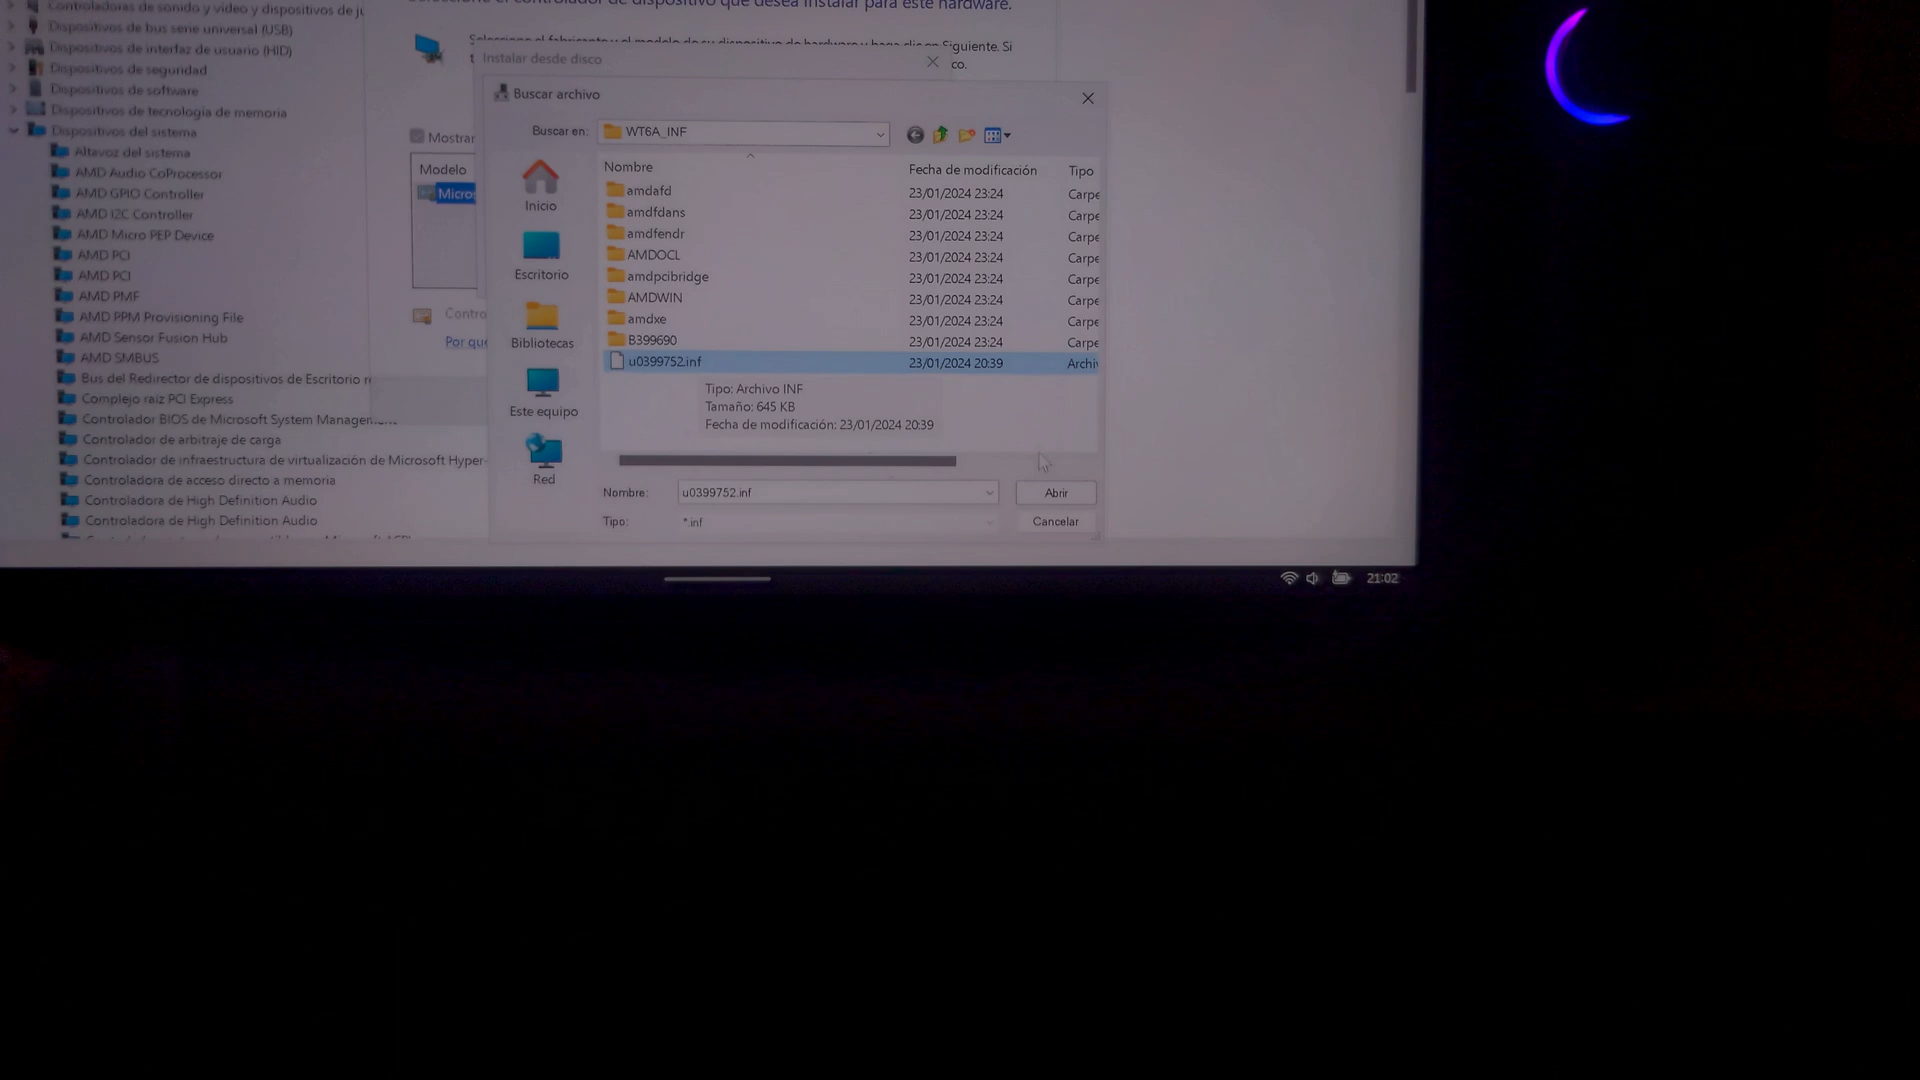 Controladoras de sonido y vídeo y dispositivos de ju
Dispositivos de bus serie universal (USB)
Dispositivos de interfaz de usuario (HID)
Dispositivos de seguridad
Dispositivos de software
Dispositivos de tecnología de memoria
Dispositivos del sistema
Altavoz del sistema
AMD Audio CoProcessor
AMD GPIO Controller
AMD I2C Controller
AMD Micro PEP Device
AMD PCI
AMD PCI
AMD PMF
AMD PPM Provisioning File
AMD Sensor Fusion Hub
AMD SMBUS
Bus del Redirector de dispositivos de Escritorio r
Complejo raíz PCI Express
Controlador BIOS de Microsoft System Managem
Controlador de arbitraje de carga
Controlador de infraestructura de virtualización de Microsoft Hyper-
Controladora de acceso directo a memoria
Controladora de High Definition Audio
Controladora de High Definition Audio
el controlador de dispositivo que desea instalar para este hardware.
Seleccione el fabricante y el modelo de su dispositivo de hardware y haga clic en Siguiente. Si
t
co.
Mostrar
Modelo
Micros
Contro
Por qué
Instalar desde disco
Buscar archivo
Buscar en: WT6A_INF
Inicio
Escritorio
Bibliotecas
Este equipo
Red
Nombre Fecha de modificación Tipo
amdafd 23/01/2024 23:24 Carpe
amdfdans 23/01/2024 23:24 Carpe
amdfendr 23/01/2024 23:24 Carpe
AMDOCL 23/01/2024 23:24 Carpe
amdpcibridge 23/01/2024 23:24 Carpe
AMDWIN 23/01/2024 23:24 Carpe
amdxe 23/01/2024 23:24 Carpe
B399690 23/01/2024 23:24 Carpe
u0399752.inf 23/01/2024 20:39 Archiv
Tipo: Archivo INF
Tamaño: 645 KB
Fecha de modificación: 23/01/2024 20:39
Nombre: u0399752.inf Abrir
Tipo: *.inf Cancelar
21:02